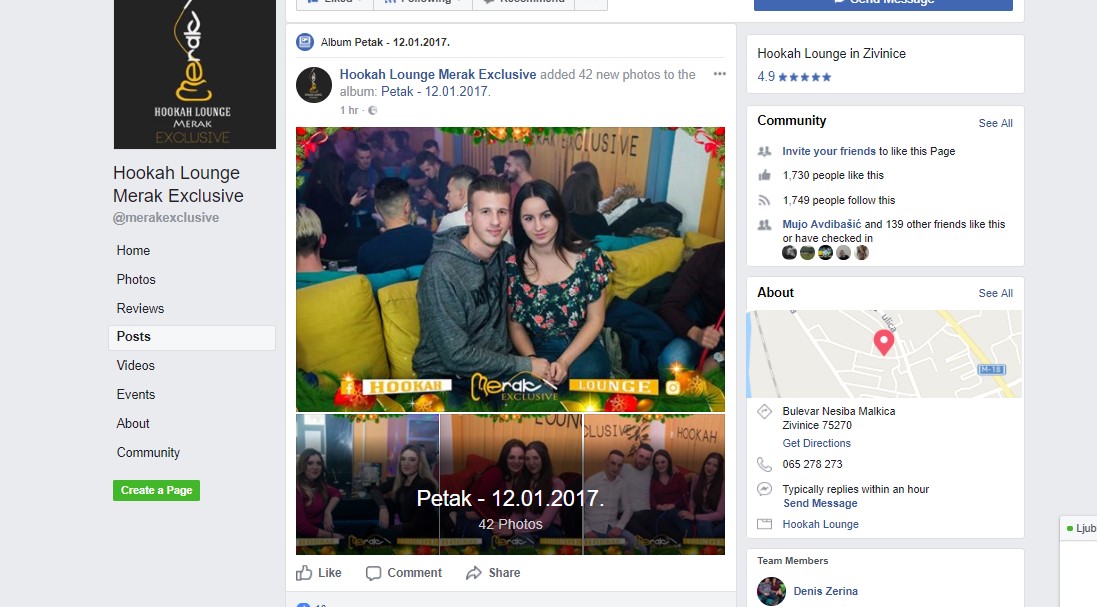 Merak
HOOKAH LOUNGE
MERAK
EXCLUSIVE
Hookah Lounge
Merak Exclusive
@merakexclusive
Home
Photos
Reviews
Posts
Videos
Events
About
Community
Create a Page
Liked
Following
Recommend
Album Petak - 12.01.2017.
Hookah Lounge Merak Exclusive added 42 new photos to the
album: Petak - 12.01.2017.
1 hr
EXCLUSIVE
HOOKAH Merak LOUNGE
EXCLUSIVE
HOOKAH
Petak - 12.01.2017.
42 Photos
Like Comment Share
Send Message
Hookah Lounge in Zivinice
4.9
Community See All
Invite your friends to like this Page
1,730 people like this
1,749 people follow this
Mujo Avdibašić and 139 other friends like this
or have checked in
About See All
ulica
M-18
Bulevar Nesiba Malkica
Zivinice 75270
Get Directions
065 278 273
Typically replies within an hour
Send Message
Hookah Lounge
Team Members
Denis Zerina
Ljub